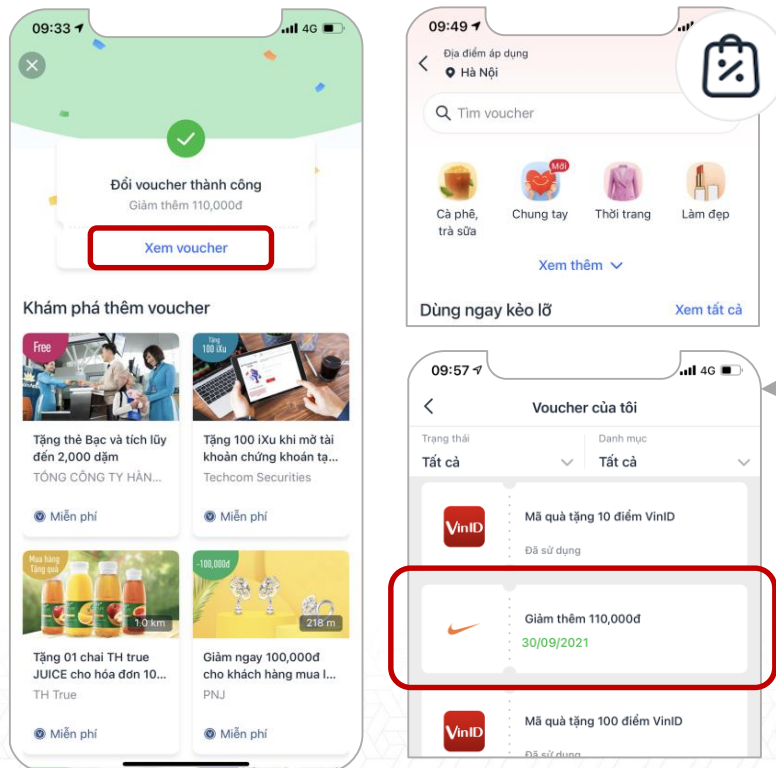 09:33
4G
Đổi voucher thành công
Giảm thêm 110,000đ
Xem voucher
Khám phá thêm voucher
Free
Tặng thẻ Bạc và tích lũy
đến 2,000 dặm
TỔNG CÔNG TY HÀN...
Miễn phí
Tặng
100 iXu
Tặng 100 iXu khi mở tài
khoản chứng khoán tạ...
Techcom Securities
Miễn phí
Mua hàng
Tặng quà
1.0 km
Tặng 01 chai TH true
JUICE cho hóa đơn 10...
TH True
Miễn phí
-100,000đ
218 m
Giảm ngay 100,000đ
cho khách hàng mua l...
PNJ
Miễn phí
09:49
Địa điểm áp dụng
Hà Nội
Tìm voucher
Cà phê,
trà sữa
Mới
Chung tay
Thời trang
Làm đẹp
Xem thêm
Dùng ngay kẻo lỡ
Xem tất cả
09:57
4G
Voucher của tôi
Trạng thái
Tất cả
Danh mục
Tất cả
VinID
Mã quà tặng 10 điểm VinID
Đã sử dụng
Giảm thêm 110,000đ
30/09/2021
VinID
Mã quà tặng 100 điểm VinID
Đã sử dụng